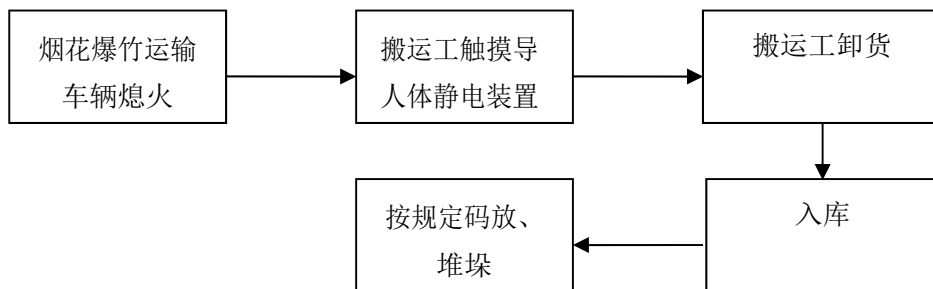 烟花爆竹运输
车辆熄火
搬运工触摸导
人体静电装置
搬运工卸货
入库
按规定码放、
堆垛